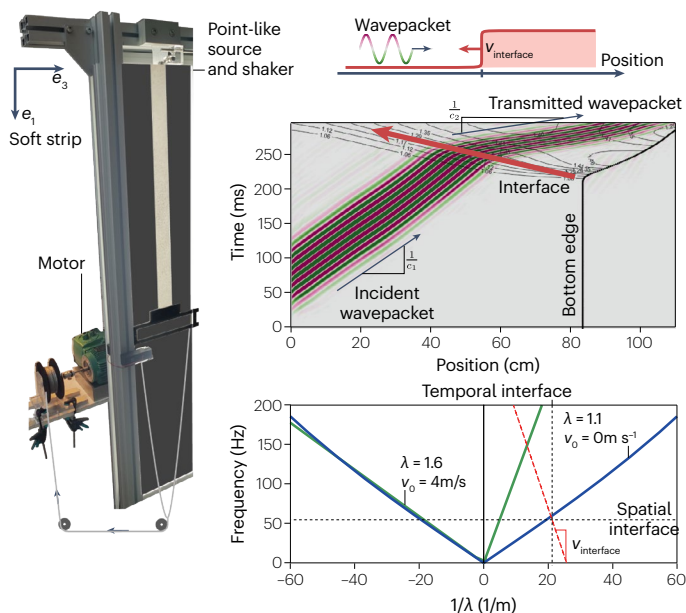 Point-like
source
and shaker
e3
e1
Soft strip
Motor
Wavepacket
vinterface
Position
1/c2
Transmitted wavepacket
250
200
150
100
50
0
Time (ms)
Interface
Bottom edge
1/c1
Incident
wavepacket
0 20 40 60 80 100
Position (cm)
Temporal interface
200
150
100
50
0
Frequency (Hz)
λ = 1.6
v0 = 4m/s
λ = 1.1
v0 = 0m s-1
Spatial
interface
vinterface
−60 −40 −20 0 20 40 60
1/λ (1/m)